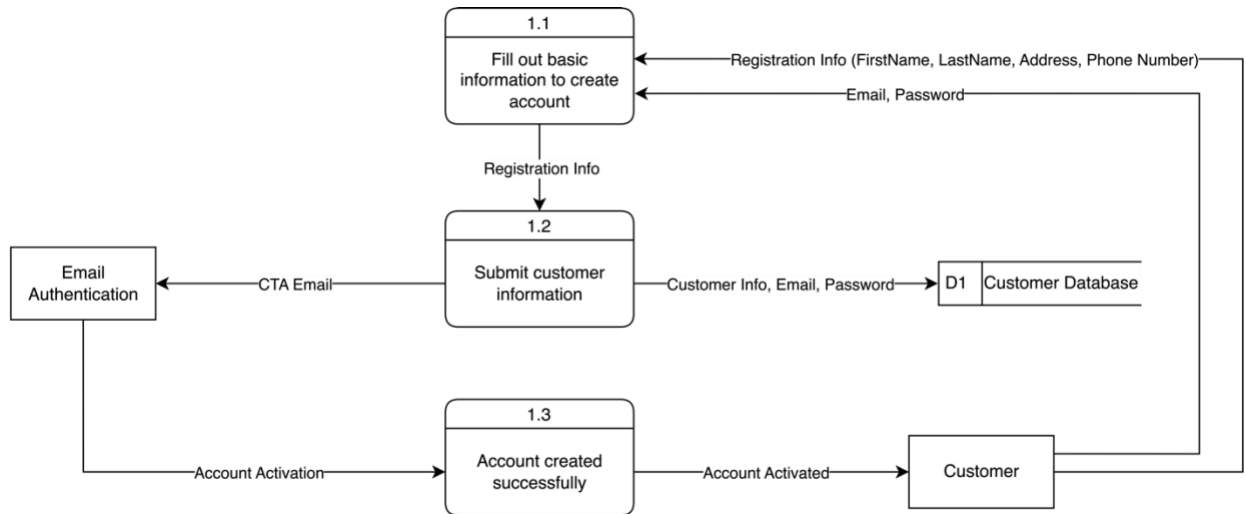 1.1
Fill out basic
information to create
account
Registration Info (FirstName, LastName, Address, Phone Number)
Email, Password
Registration Info
1.2
Submit customer
information
Email
Authentication
CTA Email
Customer Info, Email, Password
D1
Customer Database
1.3
Account created
successfully
Account Activation
Account Activated
Customer